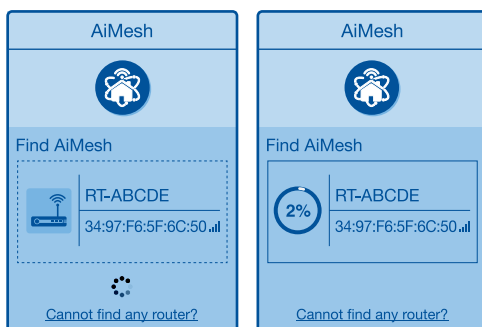 AiMesh
Find AiMesh
RT-ABCDE
34:97:F6:5F:6C:50
Cannot find any router?
AiMesh
Find AiMesh
2%
RT-ABCDE
34:97:F6:5F:6C:50
Cannot find any router?